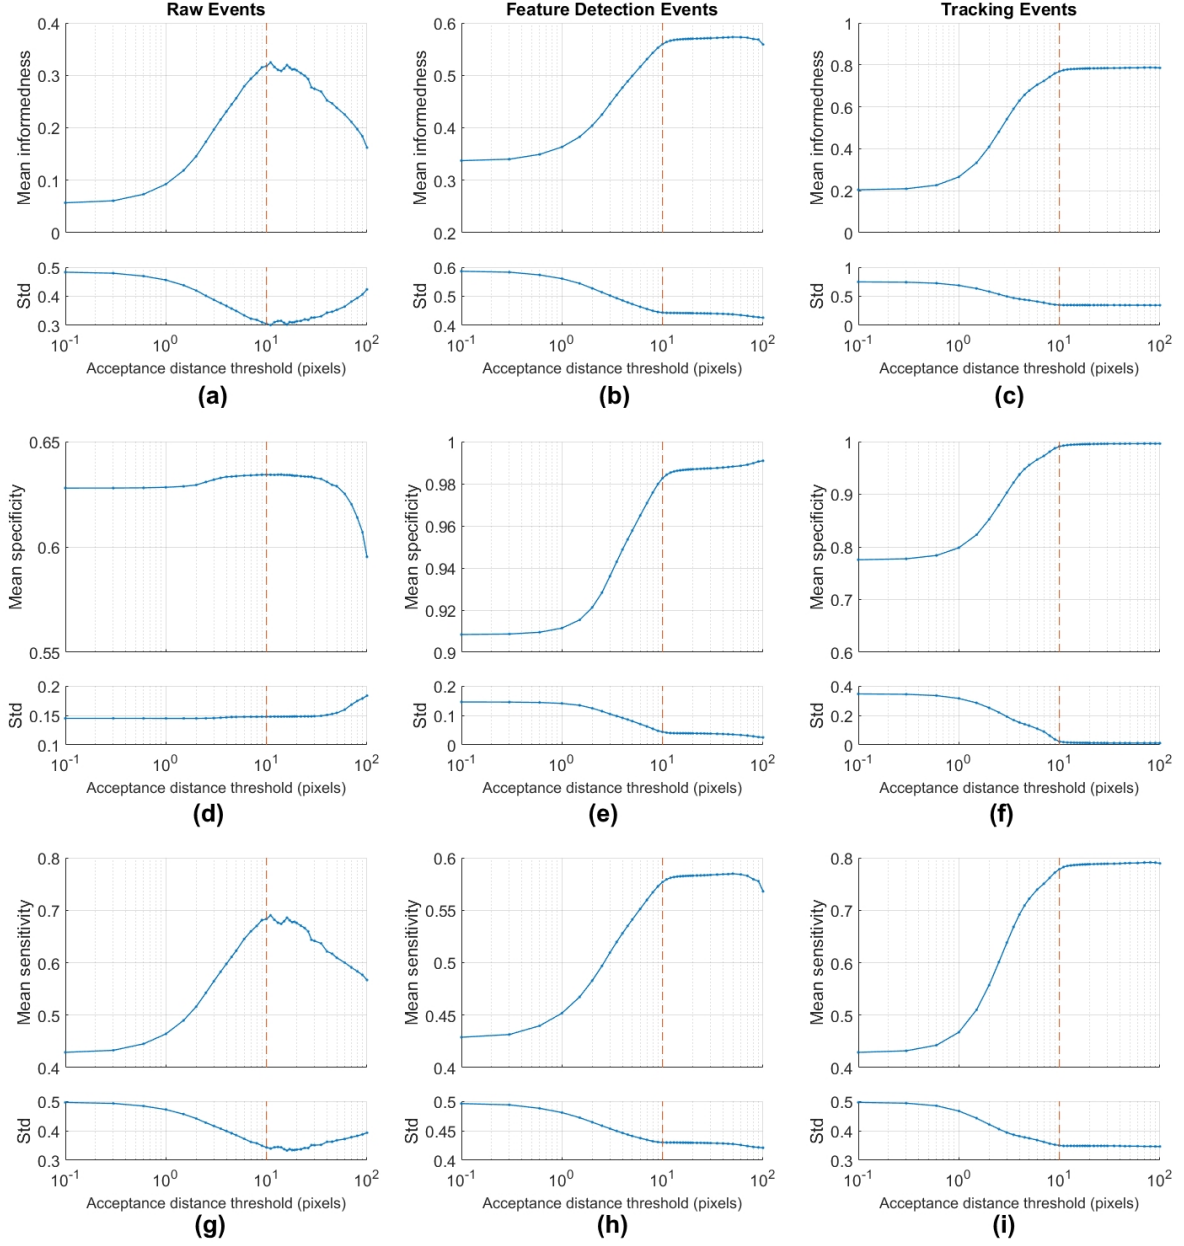 Raw Events
Feature Detection Events
Tracking Events
0.4
0.3
0.2
0.1
0
Mean informedness
0.6
0.5
0.4
0.3
0.2
Mean informedness
1
0.8
0.6
0.4
0.2
0
Mean informedness
0.5
0.4
0.3
Std
10^-1 10^0 10^1 10^2
Acceptance distance threshold (pixels)
(a)
0.6
0.5
0.4
Std
10^-1 10^0 10^1 10^2
Acceptance distance threshold (pixels)
(b)
1
0.5
0
Std
10^-1 10^0 10^1 10^2
Acceptance distance threshold (pixels)
(c)
0.65
0.6
0.55
Mean specificity
1
0.98
0.96
0.94
0.92
0.9
Mean specificity
1
0.9
0.8
0.7
0.6
Mean specificity
0.2
0.15
0.1
Std
10^-1 10^0 10^1 10^2
Acceptance distance threshold (pixels)
(d)
0.2
0.1
0
Std
10^-1 10^0 10^1 10^2
Acceptance distance threshold (pixels)
(e)
0.4
0.2
0
Std
10^-1 10^0 10^1 10^2
Acceptance distance threshold (pixels)
(f)
0.8
0.7
0.6
0.5
0.4
Mean sensitivity
0.6
0.55
0.5
0.45
0.4
Mean sensitivity
0.8
0.7
0.6
0.5
0.4
Mean sensitivity
0.5
0.4
0.3
Std
10^-1 10^0 10^1 10^2
Acceptance distance threshold (pixels)
(g)
0.5
0.45
0.4
Std
10^-1 10^0 10^1 10^2
Acceptance distance threshold (pixels)
(h)
0.5
0.4
0.3
Std
10^-1 10^0 10^1 10^2
Acceptance distance threshold (pixels)
(i)